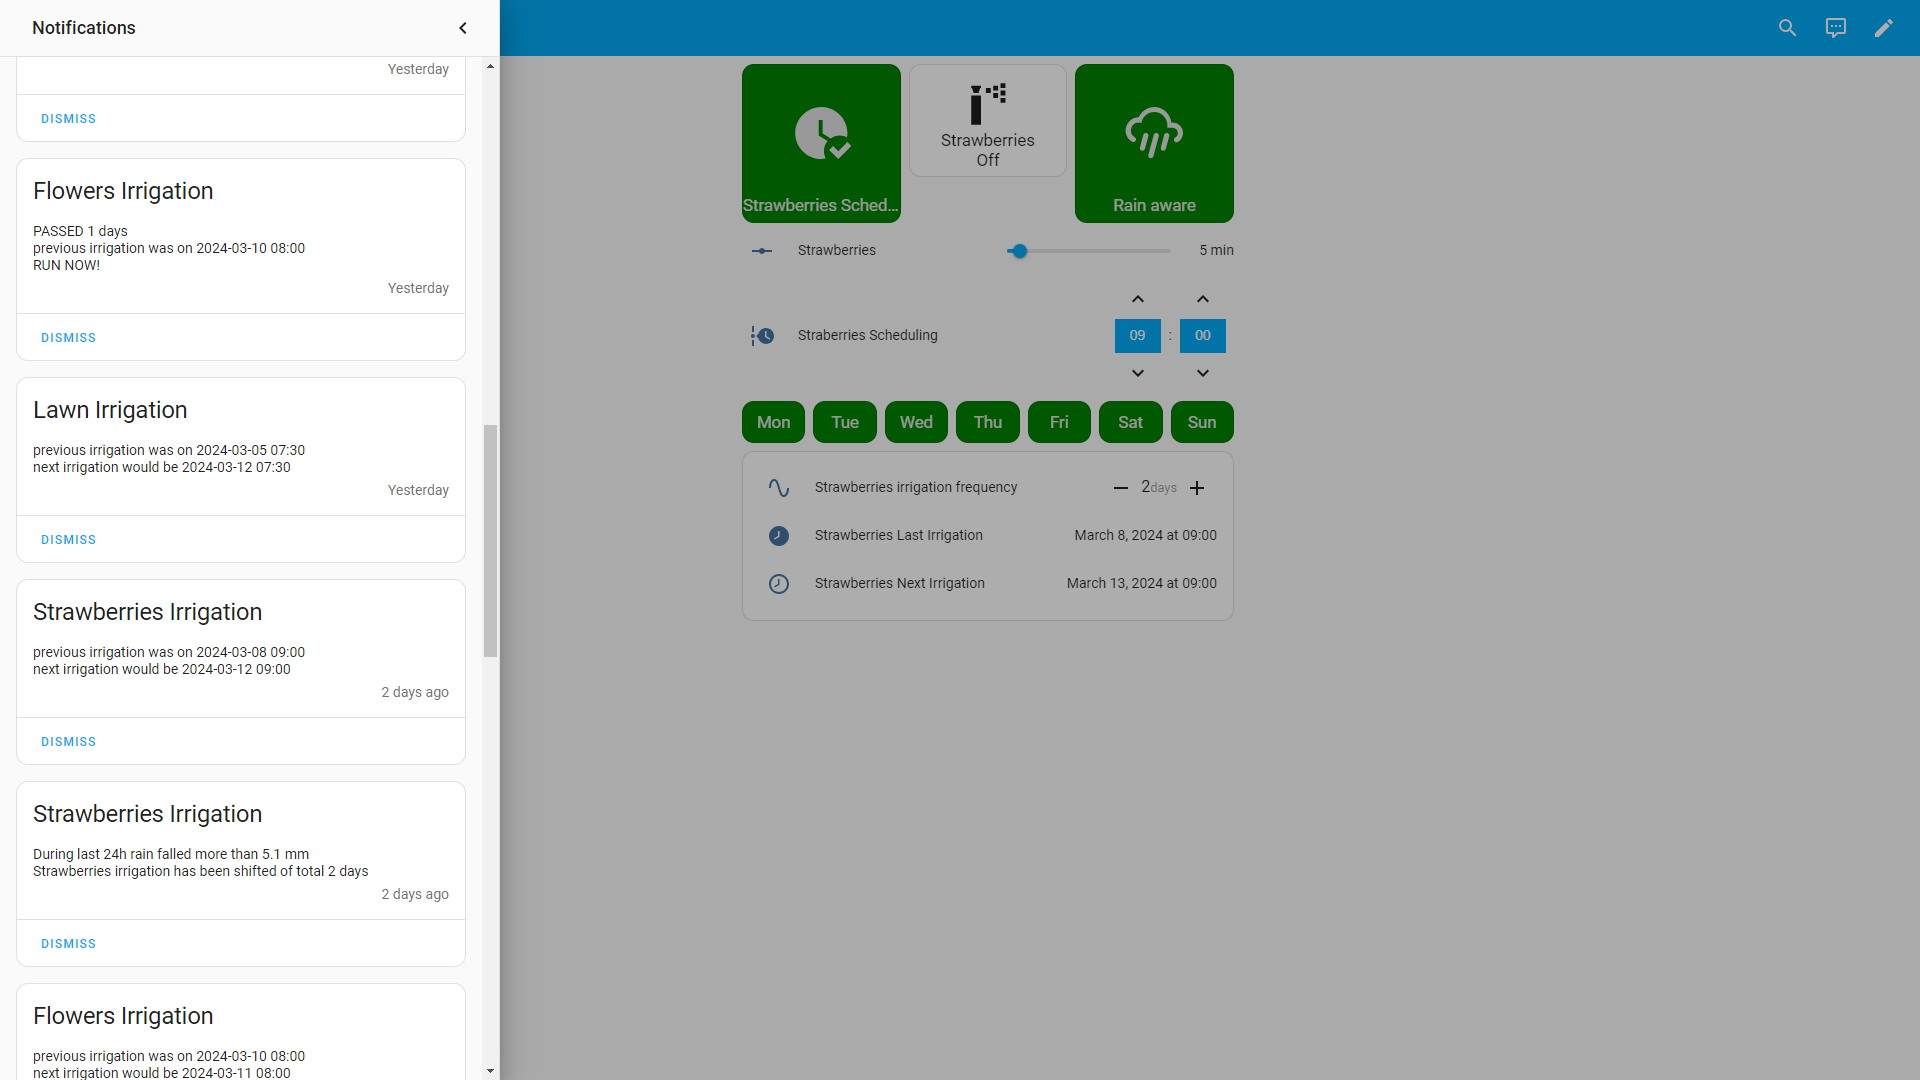 Notifications
Yesterday
DISMISS
Flowers Irrigation
PASSED 1 days
previous irrigation was on 2024-03-10 08:00
RUN NOW!
Yesterday
DISMISS
Lawn Irrigation
previous irrigation was on 2024-03-05 07:30
next irrigation would be 2024-03-12 07:30
Yesterday
DISMISS
Strawberries Irrigation
previous irrigation was on 2024-03-08 09:00
next irrigation would be 2024-03-12 09:00
2 days ago
DISMISS
Strawberries Irrigation
During last 24h rain falled more than 5.1 mm
Strawberries irrigation has been shifted of total 2 days
2 days ago
DISMISS
Flowers Irrigation
previous irrigation was on 2024-03-10 08:00
next irrigation would be 2024-03-11 08:00
Strawberries Sched...
Strawberries
Off
Rain aware
Strawberries 5 min
Straberries Scheduling 09 : 00
Mon Tue Wed Thu Fri Sat Sun
Strawberries irrigation frequency 2 days
Strawberries Last Irrigation March 8, 2024 at 09:00
Strawberries Next Irrigation March 13, 2024 at 09:00